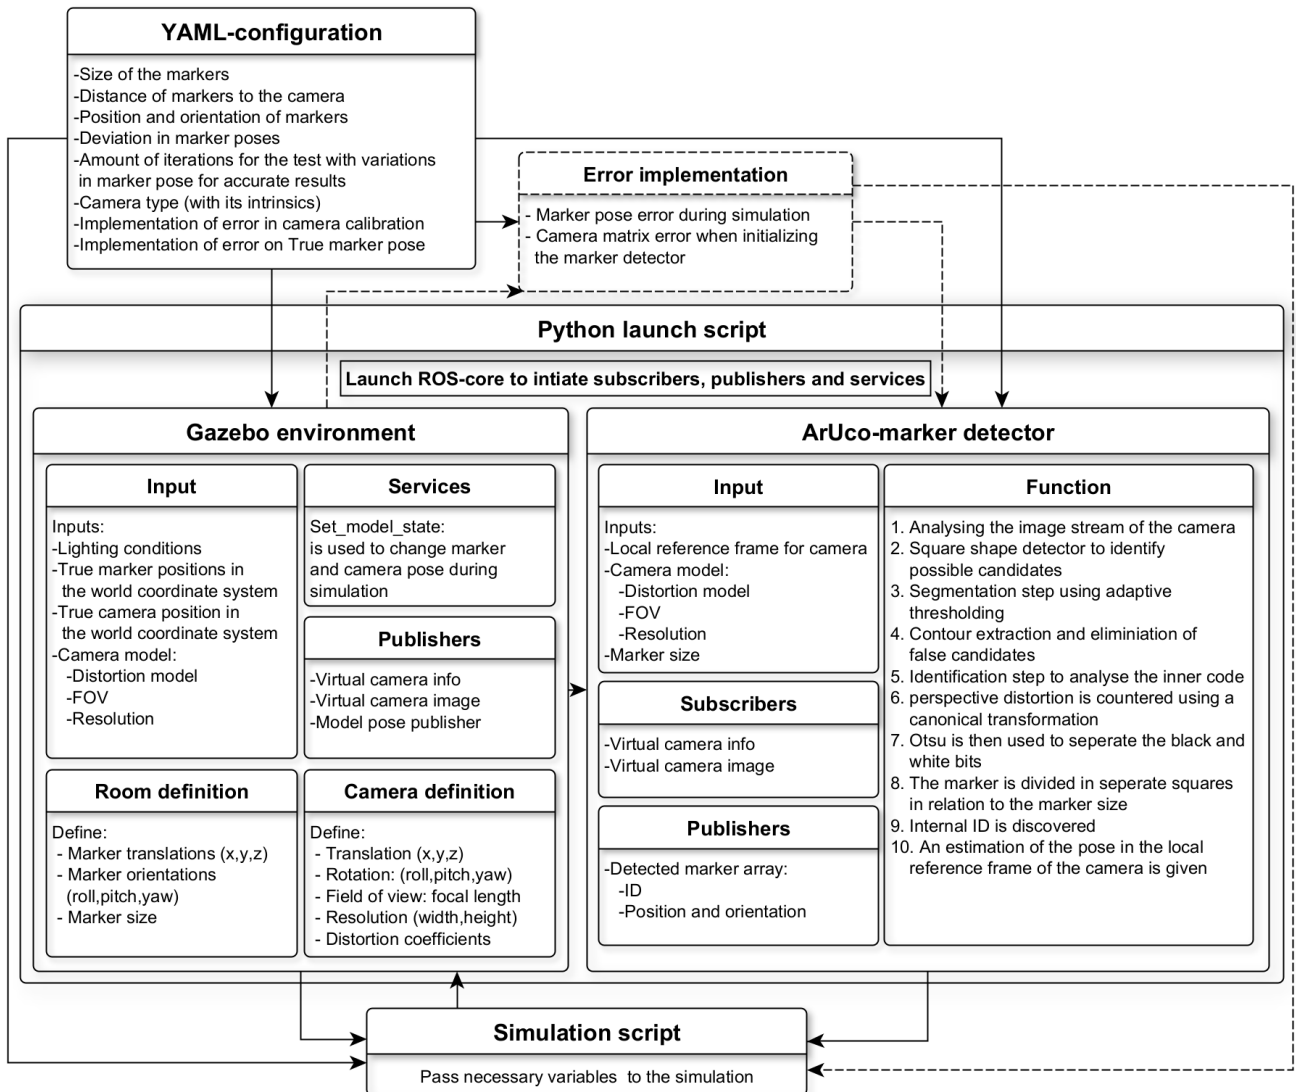 YAML-configuration
-Size of the markers
-Distance of markers to the camera
-Position and orientation of markers
-Deviation in marker poses
-Amount of iterations for the test with variations
in marker pose for accurate results
-Camera type (with its intrinsics)
-Implementation of error in camera calibration
-Implementation of error on True marker pose
Error implementation
- Marker pose error during simulation
- Camera matrix error when initializing
the marker detector
Python launch script
Launch ROS-core to intiate subscribers, publishers and services
Gazebo environment
Input
Inputs:
-Lighting conditions
-True marker positions in
the world coordinate system
-True camera position in
the world coordinate system
-Camera model:
-Distortion model
-FOV
-Resolution
Services
Set_model_state:
is used to change marker
and camera pose during
simulation
Publishers
-Virtual camera info
-Virtual camera image
-Model pose publisher
Room definition
Define:
- Marker translations (x,y,z)
- Marker orientations
(roll,pitch,yaw)
- Marker size
Camera definition
Define:
- Translation (x,y,z)
- Rotation: (roll,pitch,yaw)
- Field of view: focal length
- Resolution (width,height)
- Distortion coefficients
ArUco-marker detector
Input
Inputs:
-Local reference frame for camera
-Camera model:
-Distortion model
-FOV
-Resolution
-Marker size
Subscribers
-Virtual camera info
-Virtual camera image
Publishers
-Detected marker array:
-ID
-Position and orientation
Function
1. Analysing the image stream of the camera
2. Square shape detector to identify
possible candidates
3. Segmentation step using adaptive
thresholding
4. Contour extraction and eliminiation of
false candidates
5. Identification step to analyse the inner code
6. perspective distortion is countered using a
canonical transformation
7. Otsu is then used to seperate the black and
white bits
8. The marker is divided in seperate squares
in relation to the marker size
9. Internal ID is discovered
10. An estimation of the pose in the local
reference frame of the camera is given
Simulation script
Pass necessary variables to the simulation